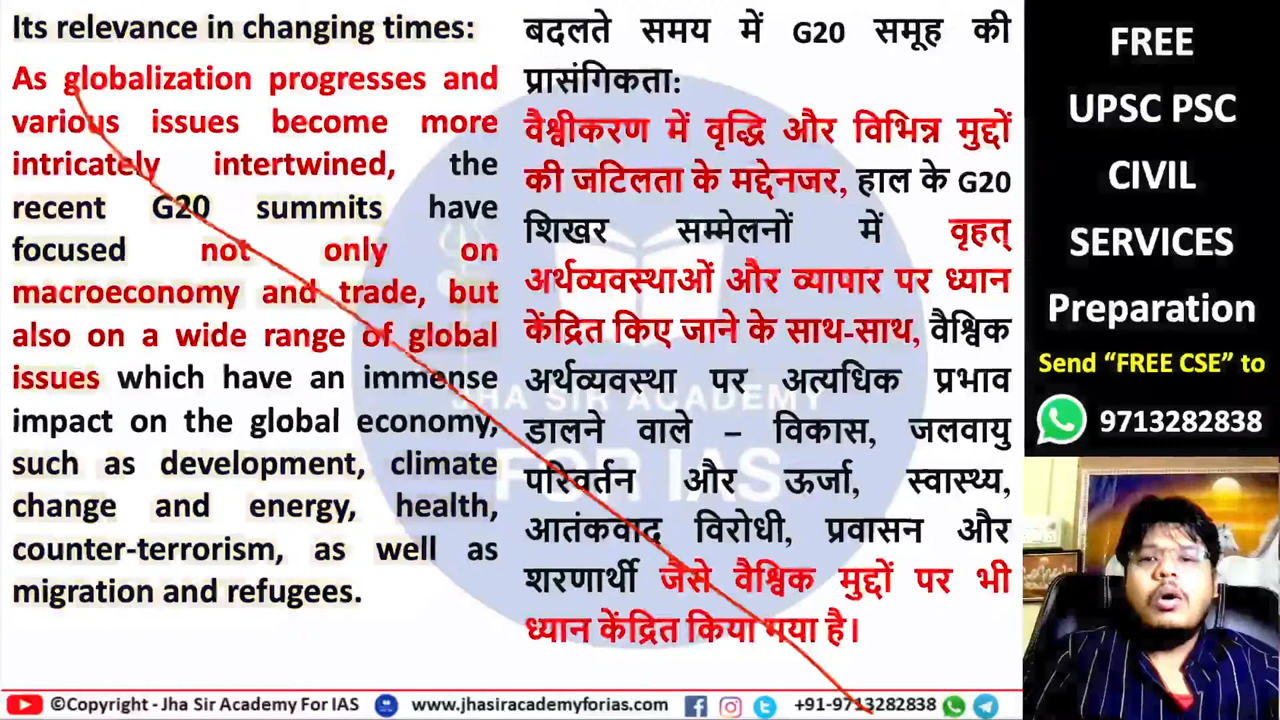 Its relevance in changing times:
As globalization progresses and
various issues become more
intricately intertwined, the
recent G20 summits have
focused not only on
macroeconomy and trade, but
also on a wide range of global
issues which have an immense
impact on the global economy,
such as development, climate
change and energy, health,
counter-terrorism, as well as
migration and refugees.
बदलते समय में G20 समूह की
प्रासंगिकता:
वैश्वीकरण में वृद्धि और विभिन्न मुद्दों
की जटिलता के मद्देनजर, हाल के G20
शिखर सम्मेलनों में वृहत्
अर्थव्यवस्थाओं और व्यापार पर ध्यान
केंद्रित किए जाने के साथ-साथ, वैश्विक
अर्थव्यवस्था पर अत्यधिक प्रभाव
डालने वाले – विकास, जलवायु
परिवर्तन और ऊर्जा, स्वास्थ्य,
आतंकवाद विरोधी, प्रवासन और
शरणार्थी जैसे वैश्विक मुद्दों पर भी
ध्यान केंद्रित किया गया है।
JHA SIR ACADEMY
FOR IAS
FREE
UPSC PSC
CIVIL
SERVICES
Preparation
Send “FREE CSE” to
9713282838
©Copyright - Jha Sir Academy For IAS www.jhasiracademyforias.com +91-9713282838